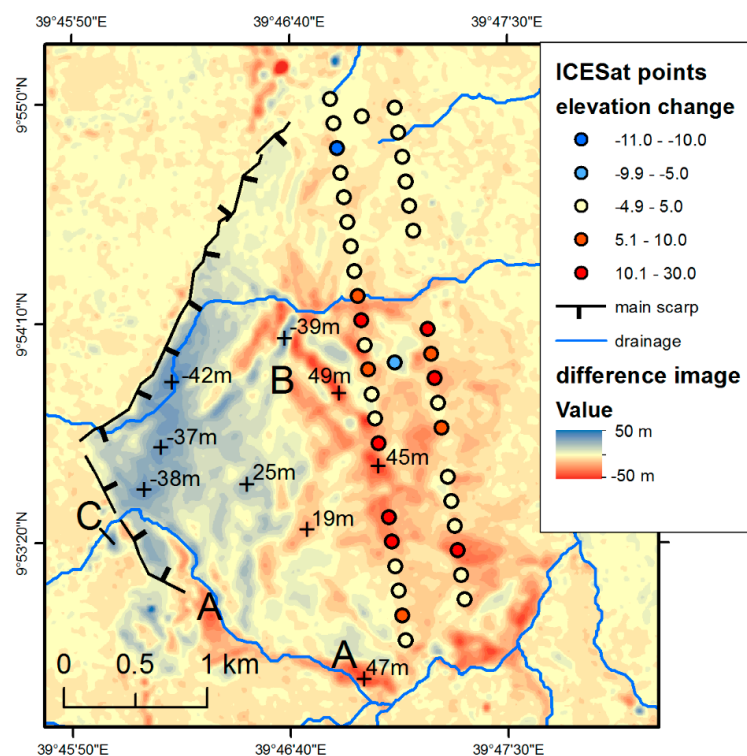 39°45'50"E 39°46'40"E 39°47'30"E
ICESat points
elevation change
-11.0 - -10.0
-9.9 - -5.0
-4.9 - 5.0
5.1 - 10.0
10.1 - 30.0
main scarp
drainage
difference image
Value
50 m
-50 m
9°55'0"N
9°54'10"N
9°53'20"N
-39m
-42m
B 49m
-37m
45m
-38m
25m
C
19m
A
A
47m
0 0.5 1 km
39°45'50"E 39°46'40"E 39°47'30"E